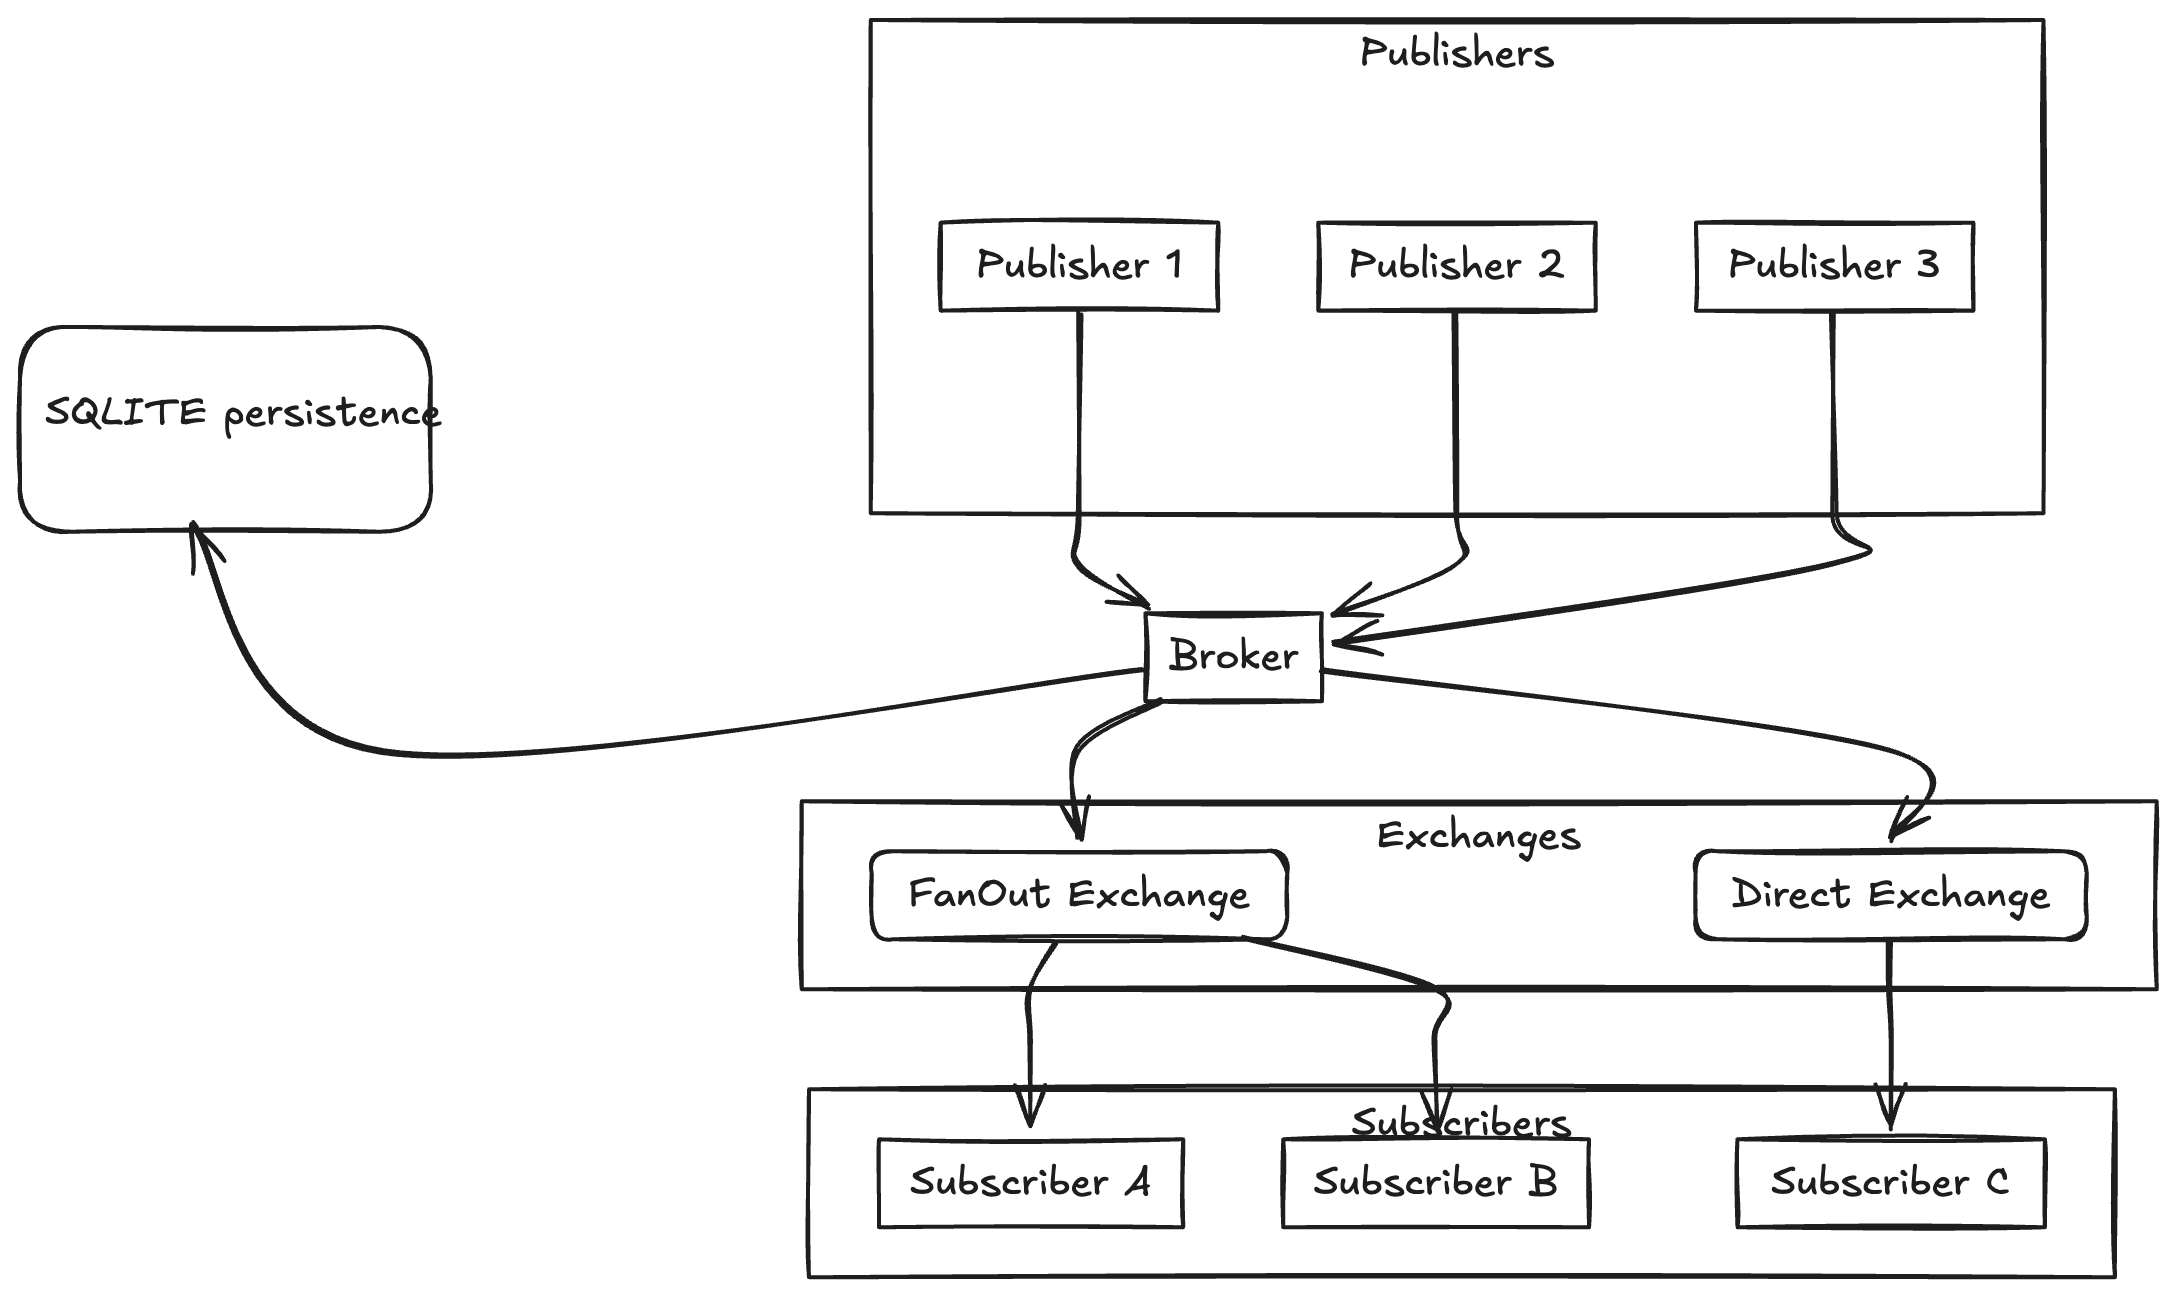 Publishers
Publisher 1
Publisher 2
Publisher 3
SQLITE persistence
Broker
Exchanges
FanOut Exchange
Direct Exchange
Subscribers
Subscriber A
Subscriber B
Subscriber C